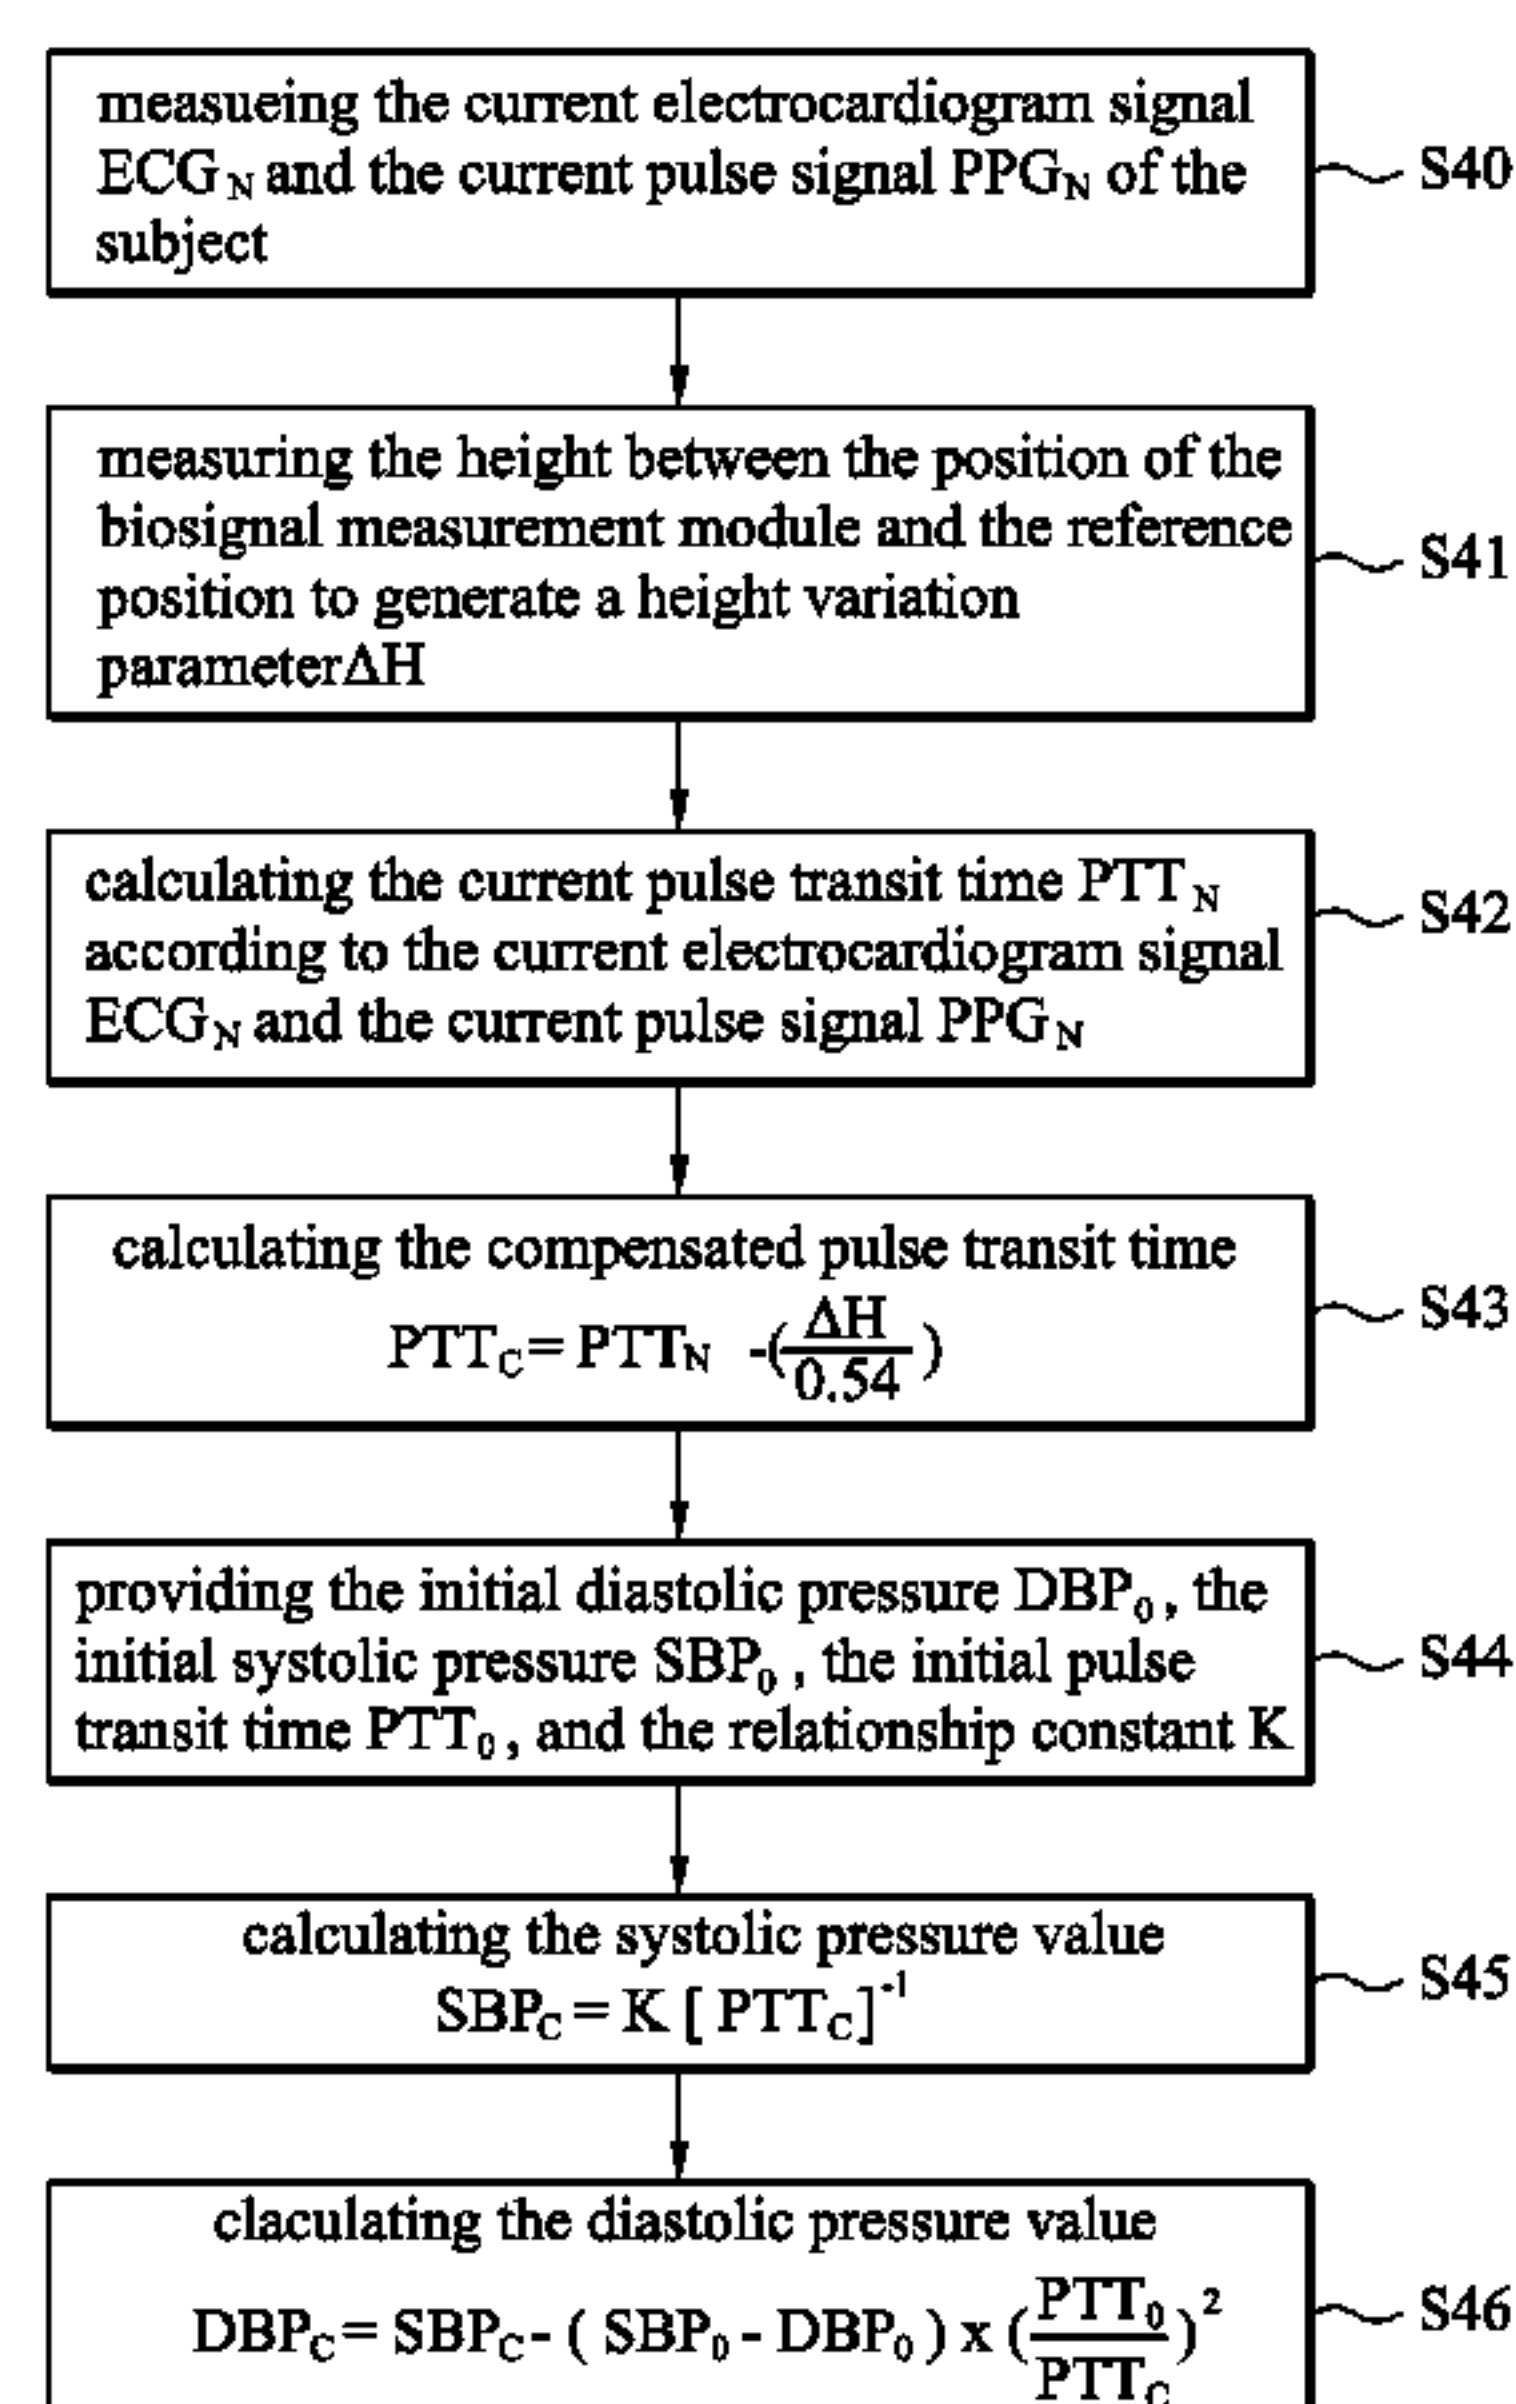 measueing the current electrocardiogram signal
ECG_N and the current pulse signal PPG_N of the
subject
S40
measuring the height between the position of the
biosignal measurement module and the reference
position to generate a height variation
parameterΔH
S41
calculating the current pulse transit time PTT_N
according to the current electrocardiogram signal
ECG_N and the current pulse signal PPG_N
S42
calculating the compensated pulse transit time
PTT_C = PTT_N -(ΔH/0.54)
S43
providing the initial diastolic pressure DBP_0, the
initial systolic pressure SBP_0, the initial pulse
transit time PTT_0, and the relationship constant K
S44
calculating the systolic pressure value
SBP_C = K [ PTT_C ]^-1
S45
claculating the diastolic pressure value
DBP_C = SBP_C - ( SBP_0 - DBP_0 ) x (PTT_0/PTT_C)^2
S46